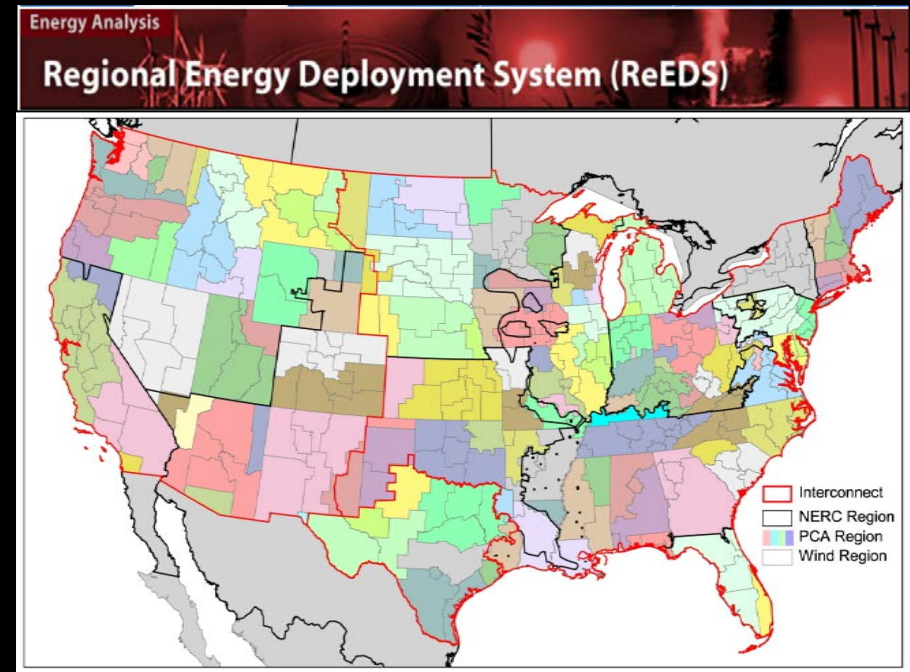 Energy Analysis
Regional Energy Deployment System (ReEDS)
Interconnect
NERC Region
PCA Region
Wind Region